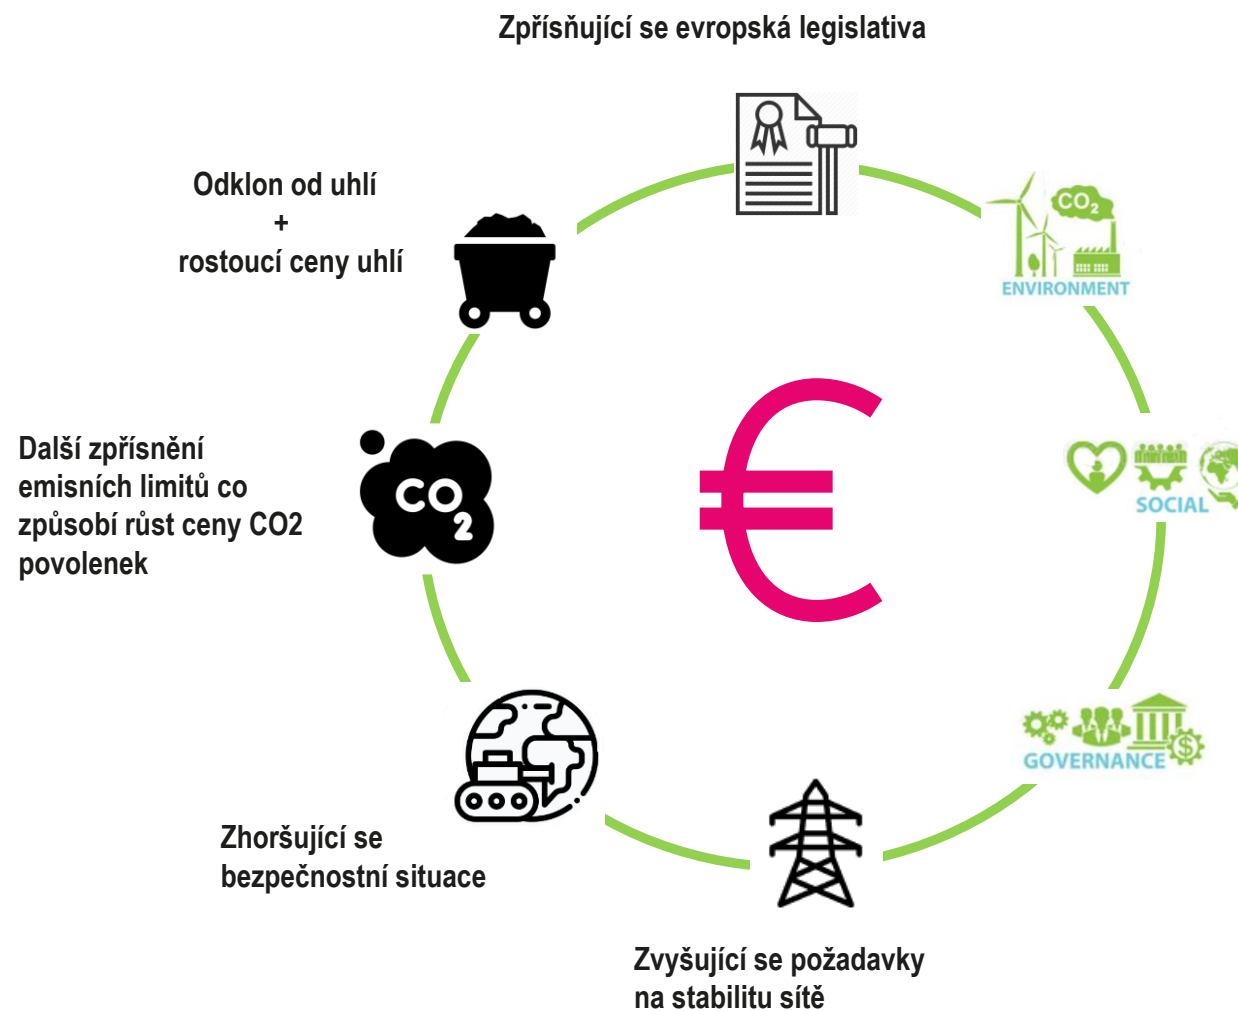 Zpřísňující se evropská legislativa
Odklon od uhlí
+
rostoucí ceny uhlí
CO2
ENVIRONMENT
Další zpřísnění
emisních limitů co
způsobí růst ceny CO2
povolenek
CO2
€
SOCIAL
$
GOVERNANCE
Zhoršující se
bezpečnostní situace
Zvyšující se požadavky
na stabilitu sítě